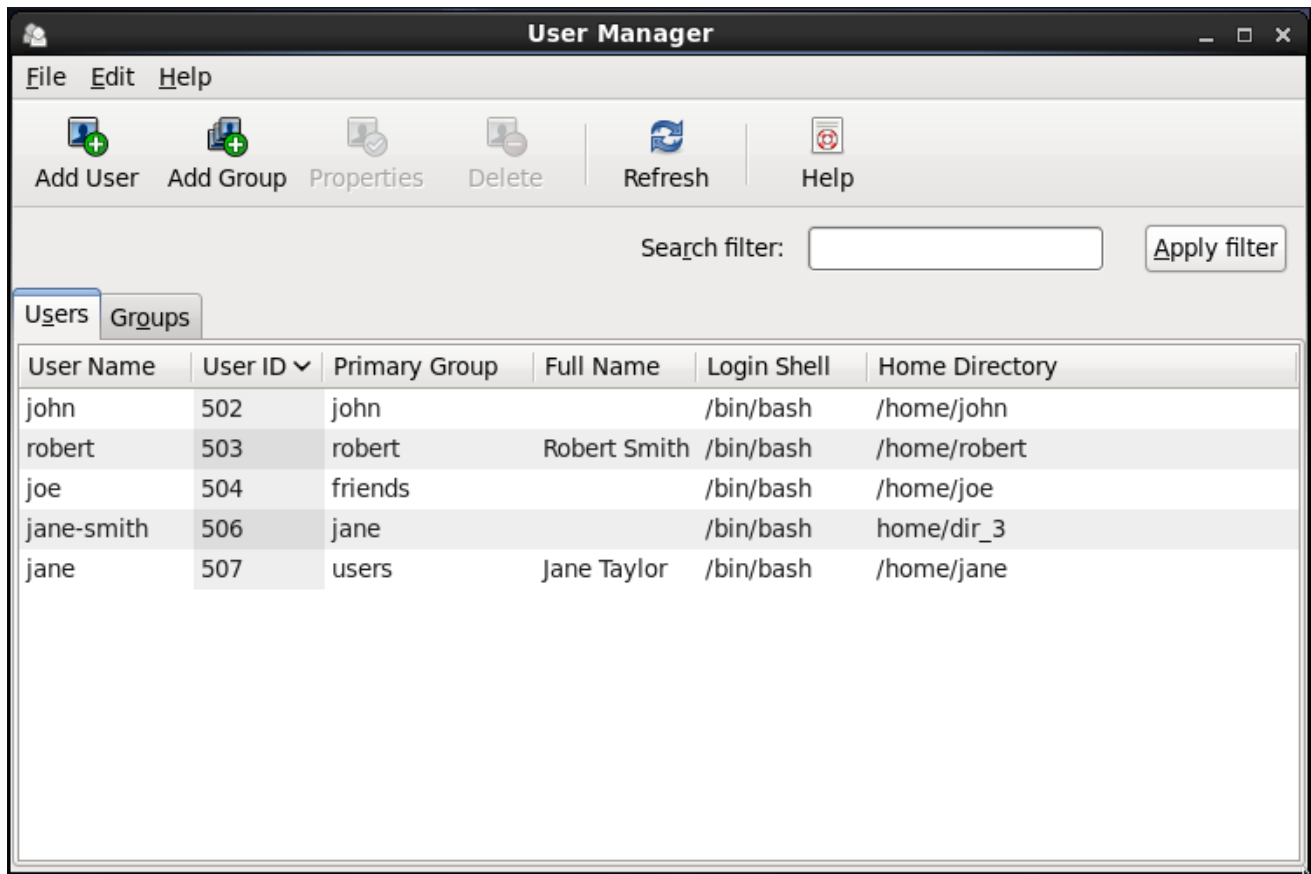 User Manager
File Edit Help
Add User Add Group Properties Delete Refresh Help
Search filter: Apply filter
Users Groups
User Name User ID Primary Group Full Name Login Shell Home Directory
john 502 john /bin/bash /home/john
robert 503 robert Robert Smith /bin/bash /home/robert
joe 504 friends /bin/bash /home/joe
jane-smith 506 jane /bin/bash home/dir_3
jane 507 users Jane Taylor /bin/bash /home/jane